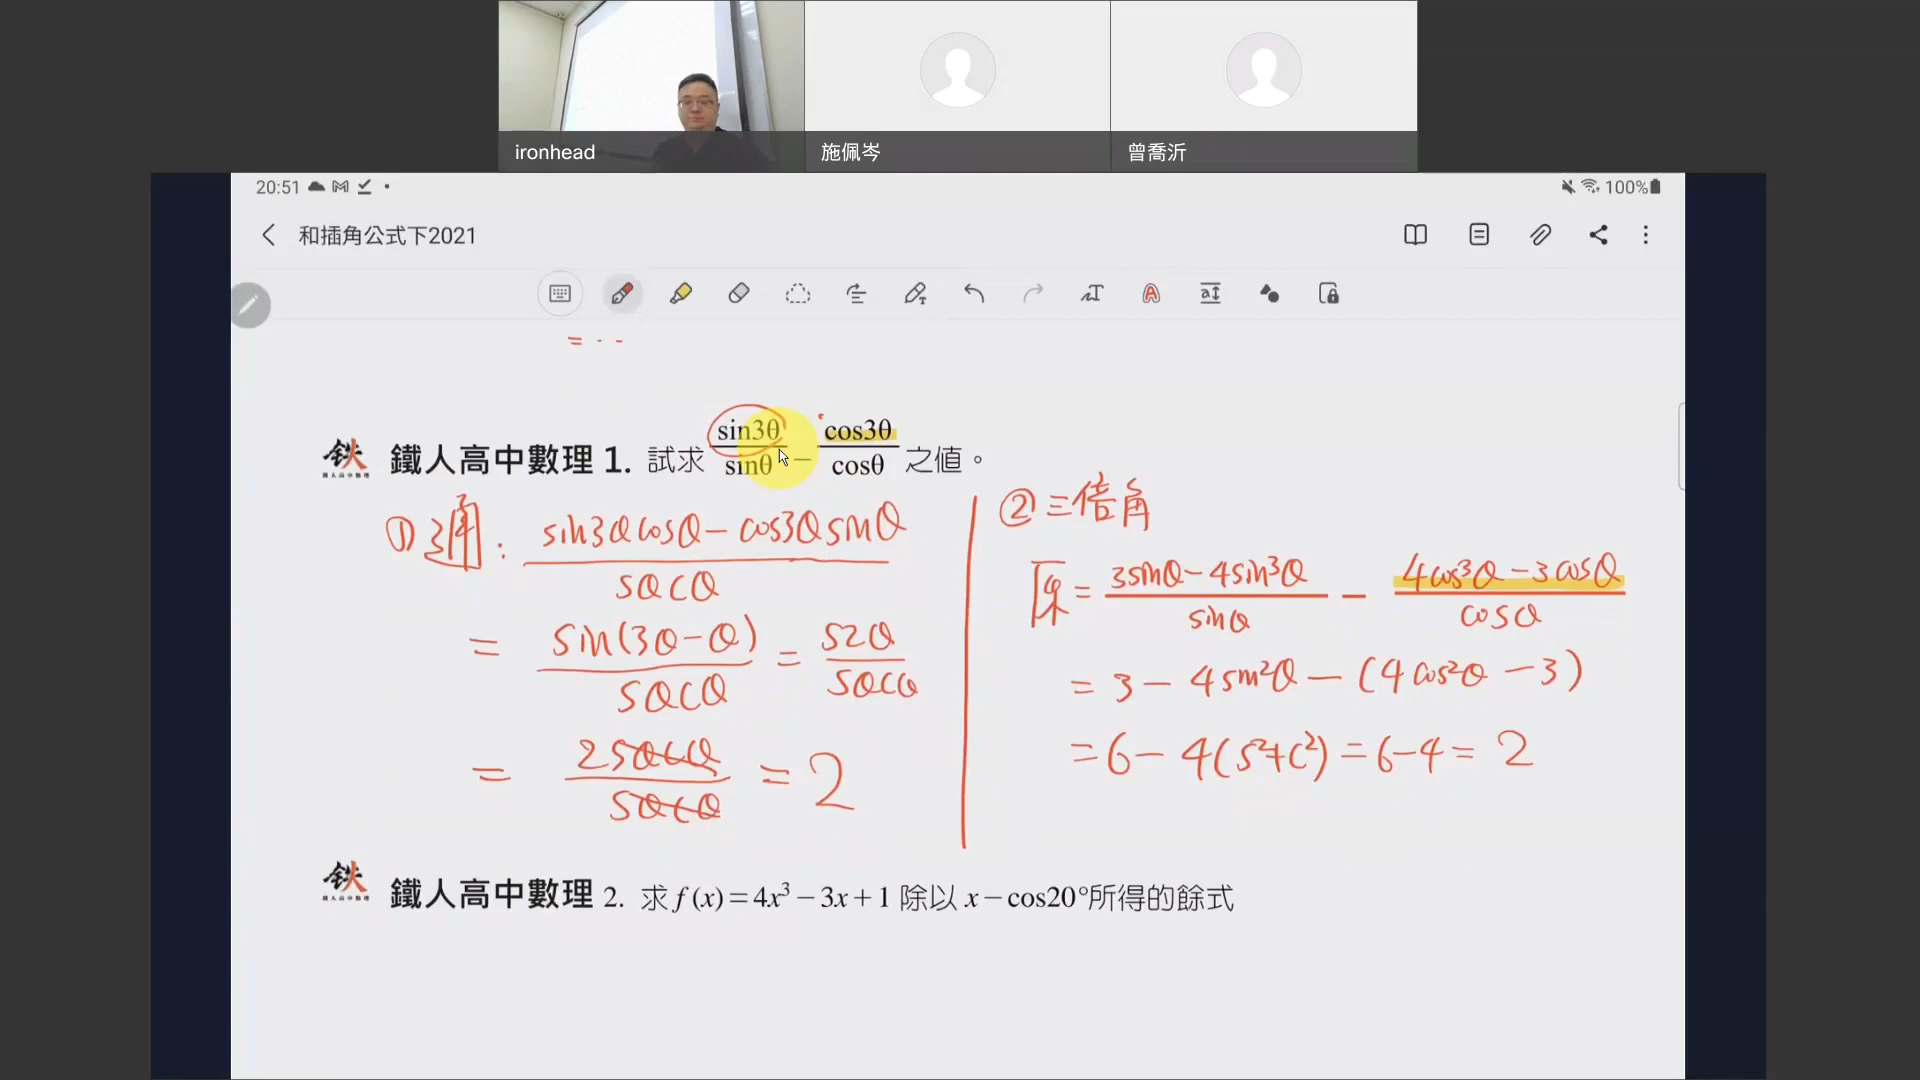 ironhead
施佩岑
曾喬沂
20:51
100%
和插角公式下2021
鐵 鐵人高中數理 1. 試求 sin3θ/sinθ − cos3θ/cosθ 之值。
①通: (sin3θcosθ − cos3θsinθ)/(sθcθ)
= sin(3θ−θ)/(sθcθ) = s2θ/(sθcθ)
= 2sθcθ/(sθcθ) = 2
②三倍角
原 = (3sinθ − 4sin³θ)/sinθ − (4cos³θ − 3cosθ)/cosθ
= 3 − 4sin²θ − (4cos²θ − 3)
= 6 − 4(s²+c²) = 6−4 = 2
鐵 鐵人高中數理 2. 求 f(x)=4x³−3x+1 除以 x−cos20°所得的餘式